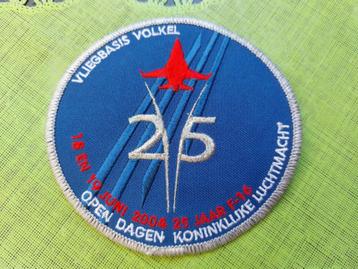 VLIEGBASIS VOLKEL
25
18 EN 19 JUNI 2004 25 JAAR F-16
OPEN DAGEN KONINKLIJKE LUCHTMACHT